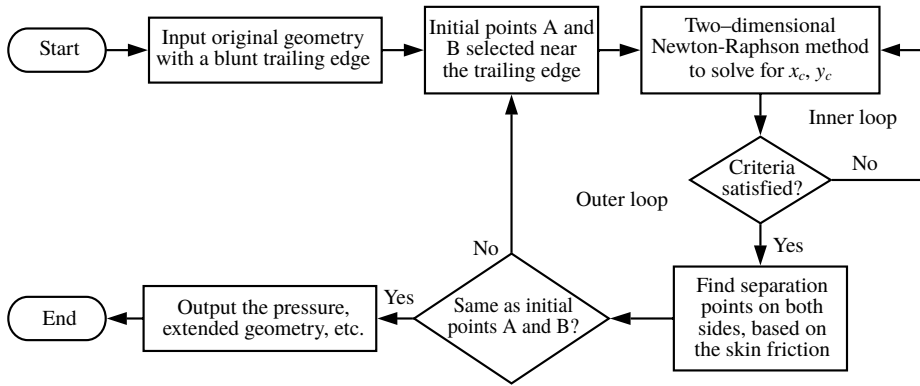 Start
Input original geometry
with a blunt trailing edge
Initial points A and
B selected near
the trailing edge
Two–dimensional
Newton-Raphson method
to solve for x_c, y_c
Inner loop
Criteria
satisfied?
No
Outer loop
Yes
Find separation
points on both
sides, based on
the skin friction
Same as initial
points A and B?
No
Yes
Output the pressure,
extended geometry, etc.
End